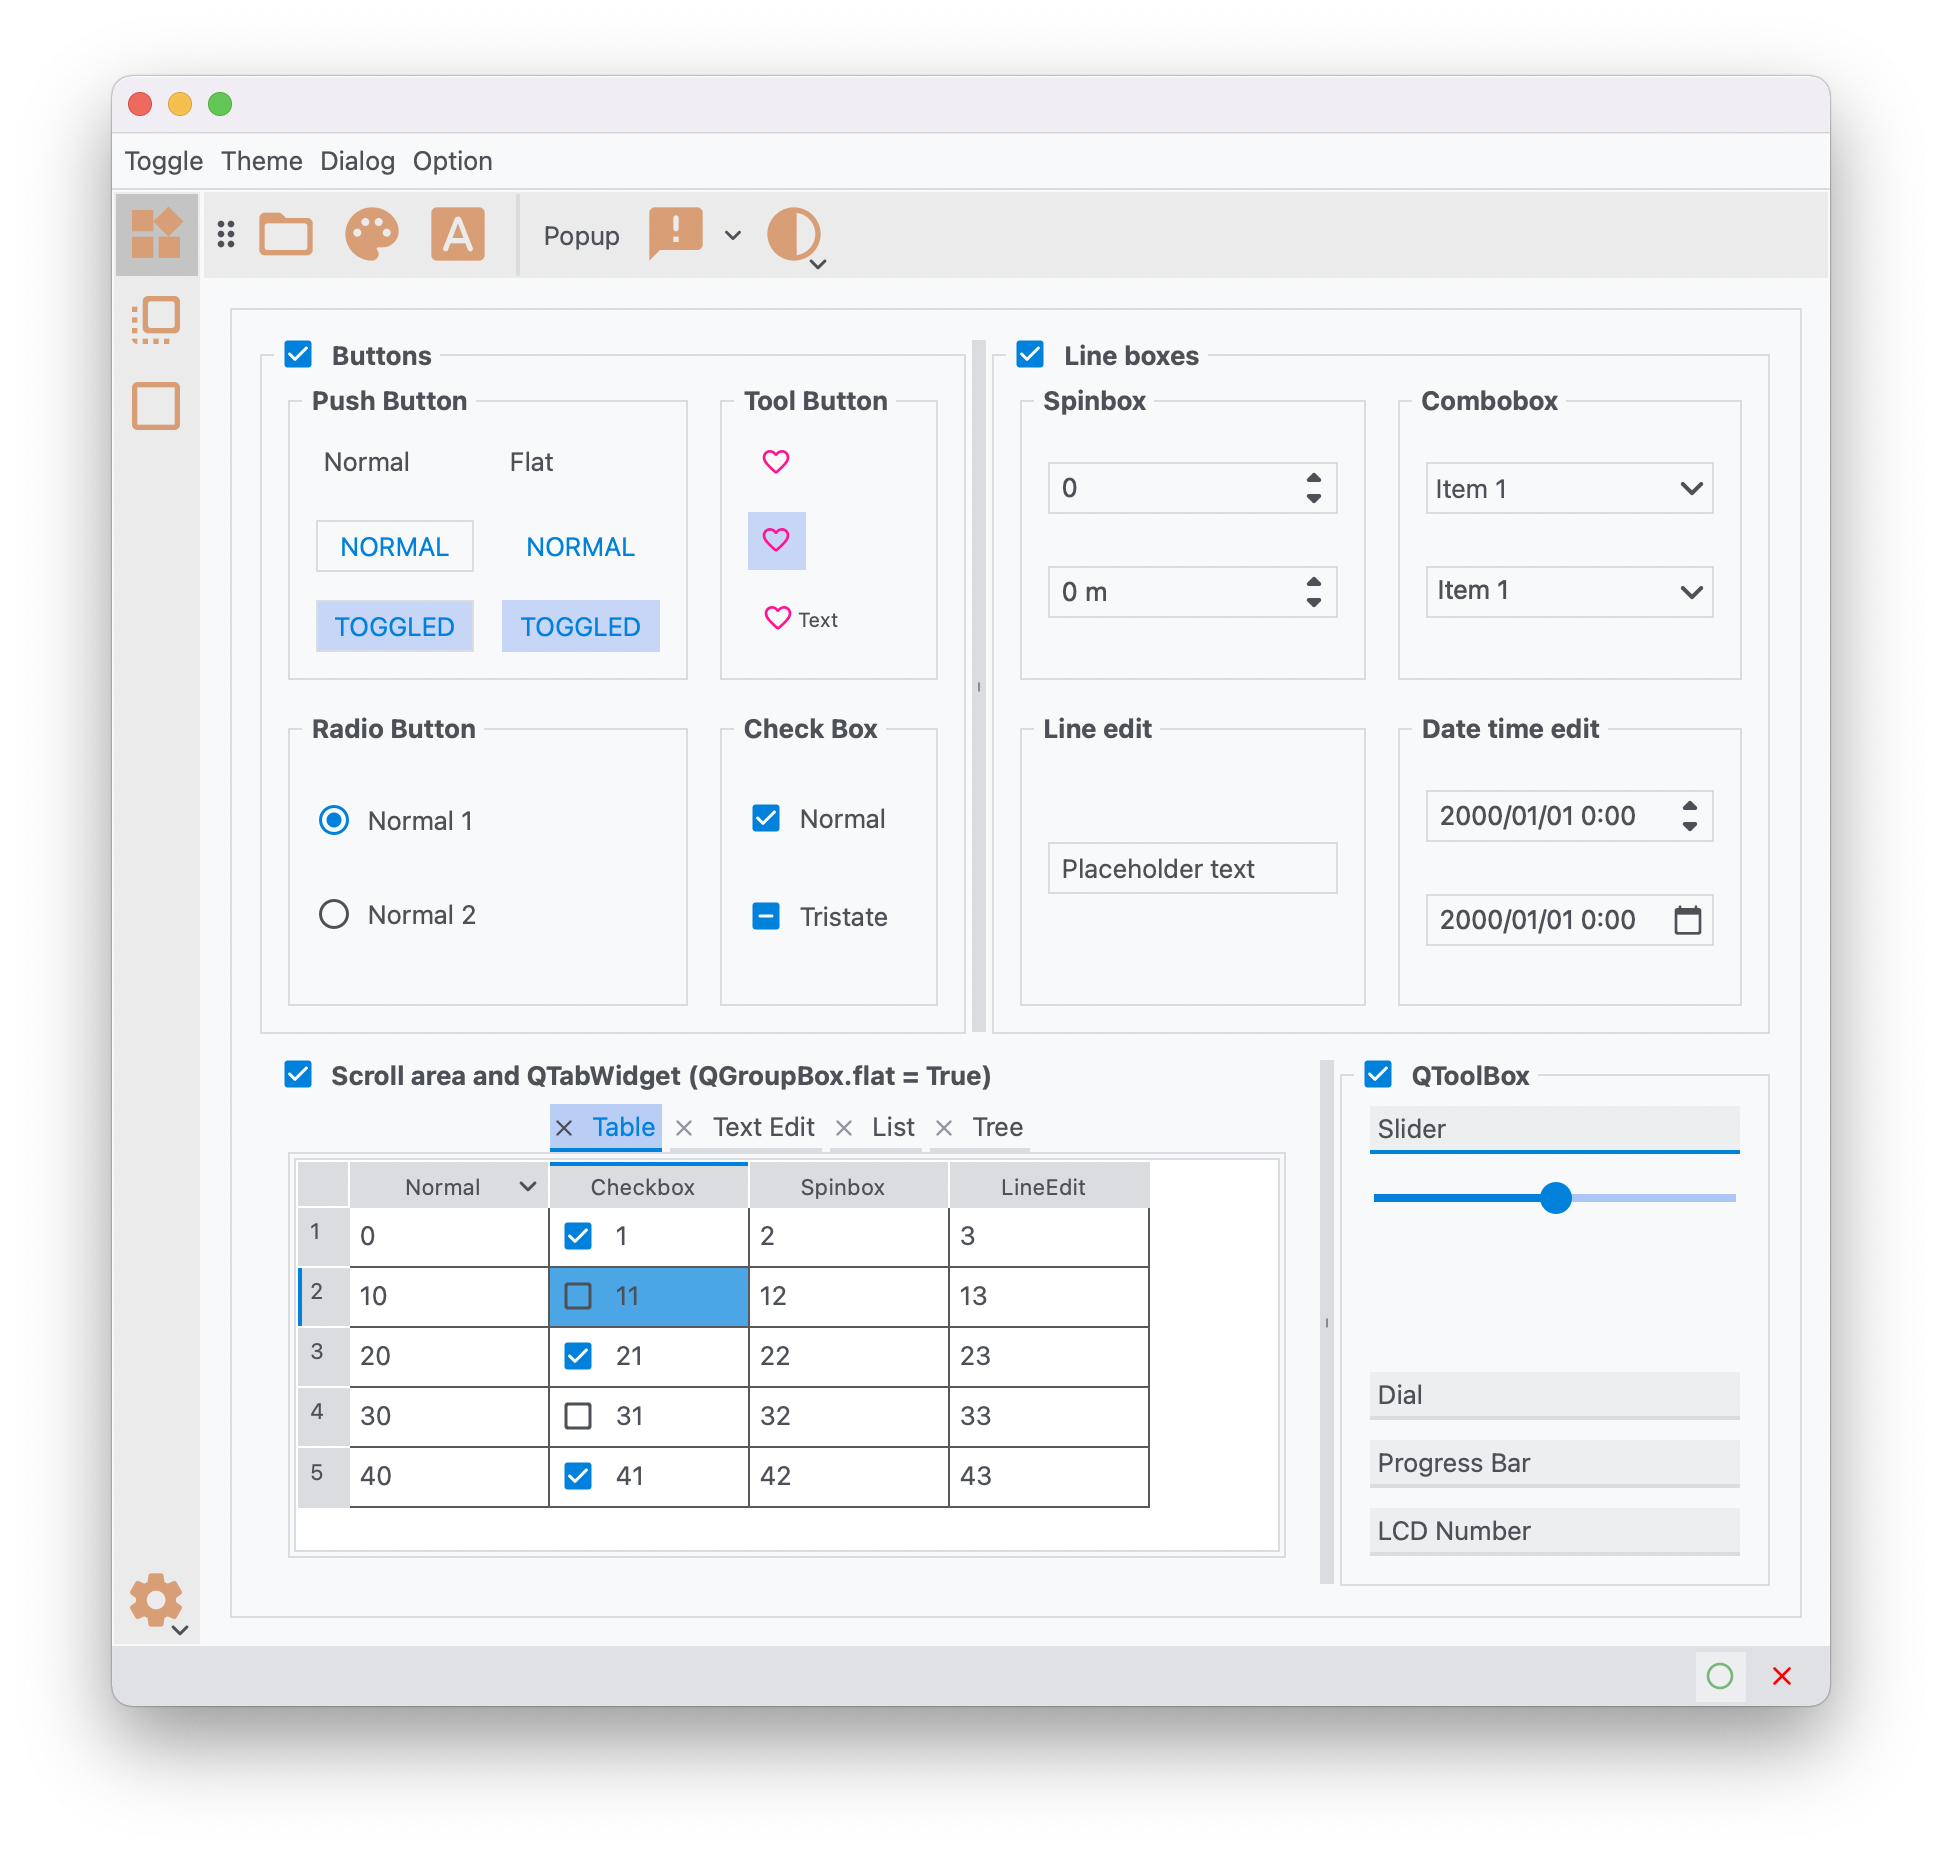 Toggle Theme Dialog Option
A Popup
Buttons
Push Button
Normal Flat
NORMAL NORMAL
TOGGLED TOGGLED
Tool Button
Text
Radio Button
Normal 1
Normal 2
Check Box
Normal
Tristate
Line boxes
Spinbox
0
0 m
Combobox
Item 1
Item 1
Line edit
Placeholder text
Date time edit
2000/01/01 0:00
2000/01/01 0:00
Scroll area and QTabWidget (QGroupBox.flat = True)
Table Text Edit List Tree
Normal Checkbox Spinbox LineEdit
1 0 1 2 3
2 10 11 12 13
3 20 21 22 23
4 30 31 32 33
5 40 41 42 43
QToolBox
Slider
Dial
Progress Bar
LCD Number